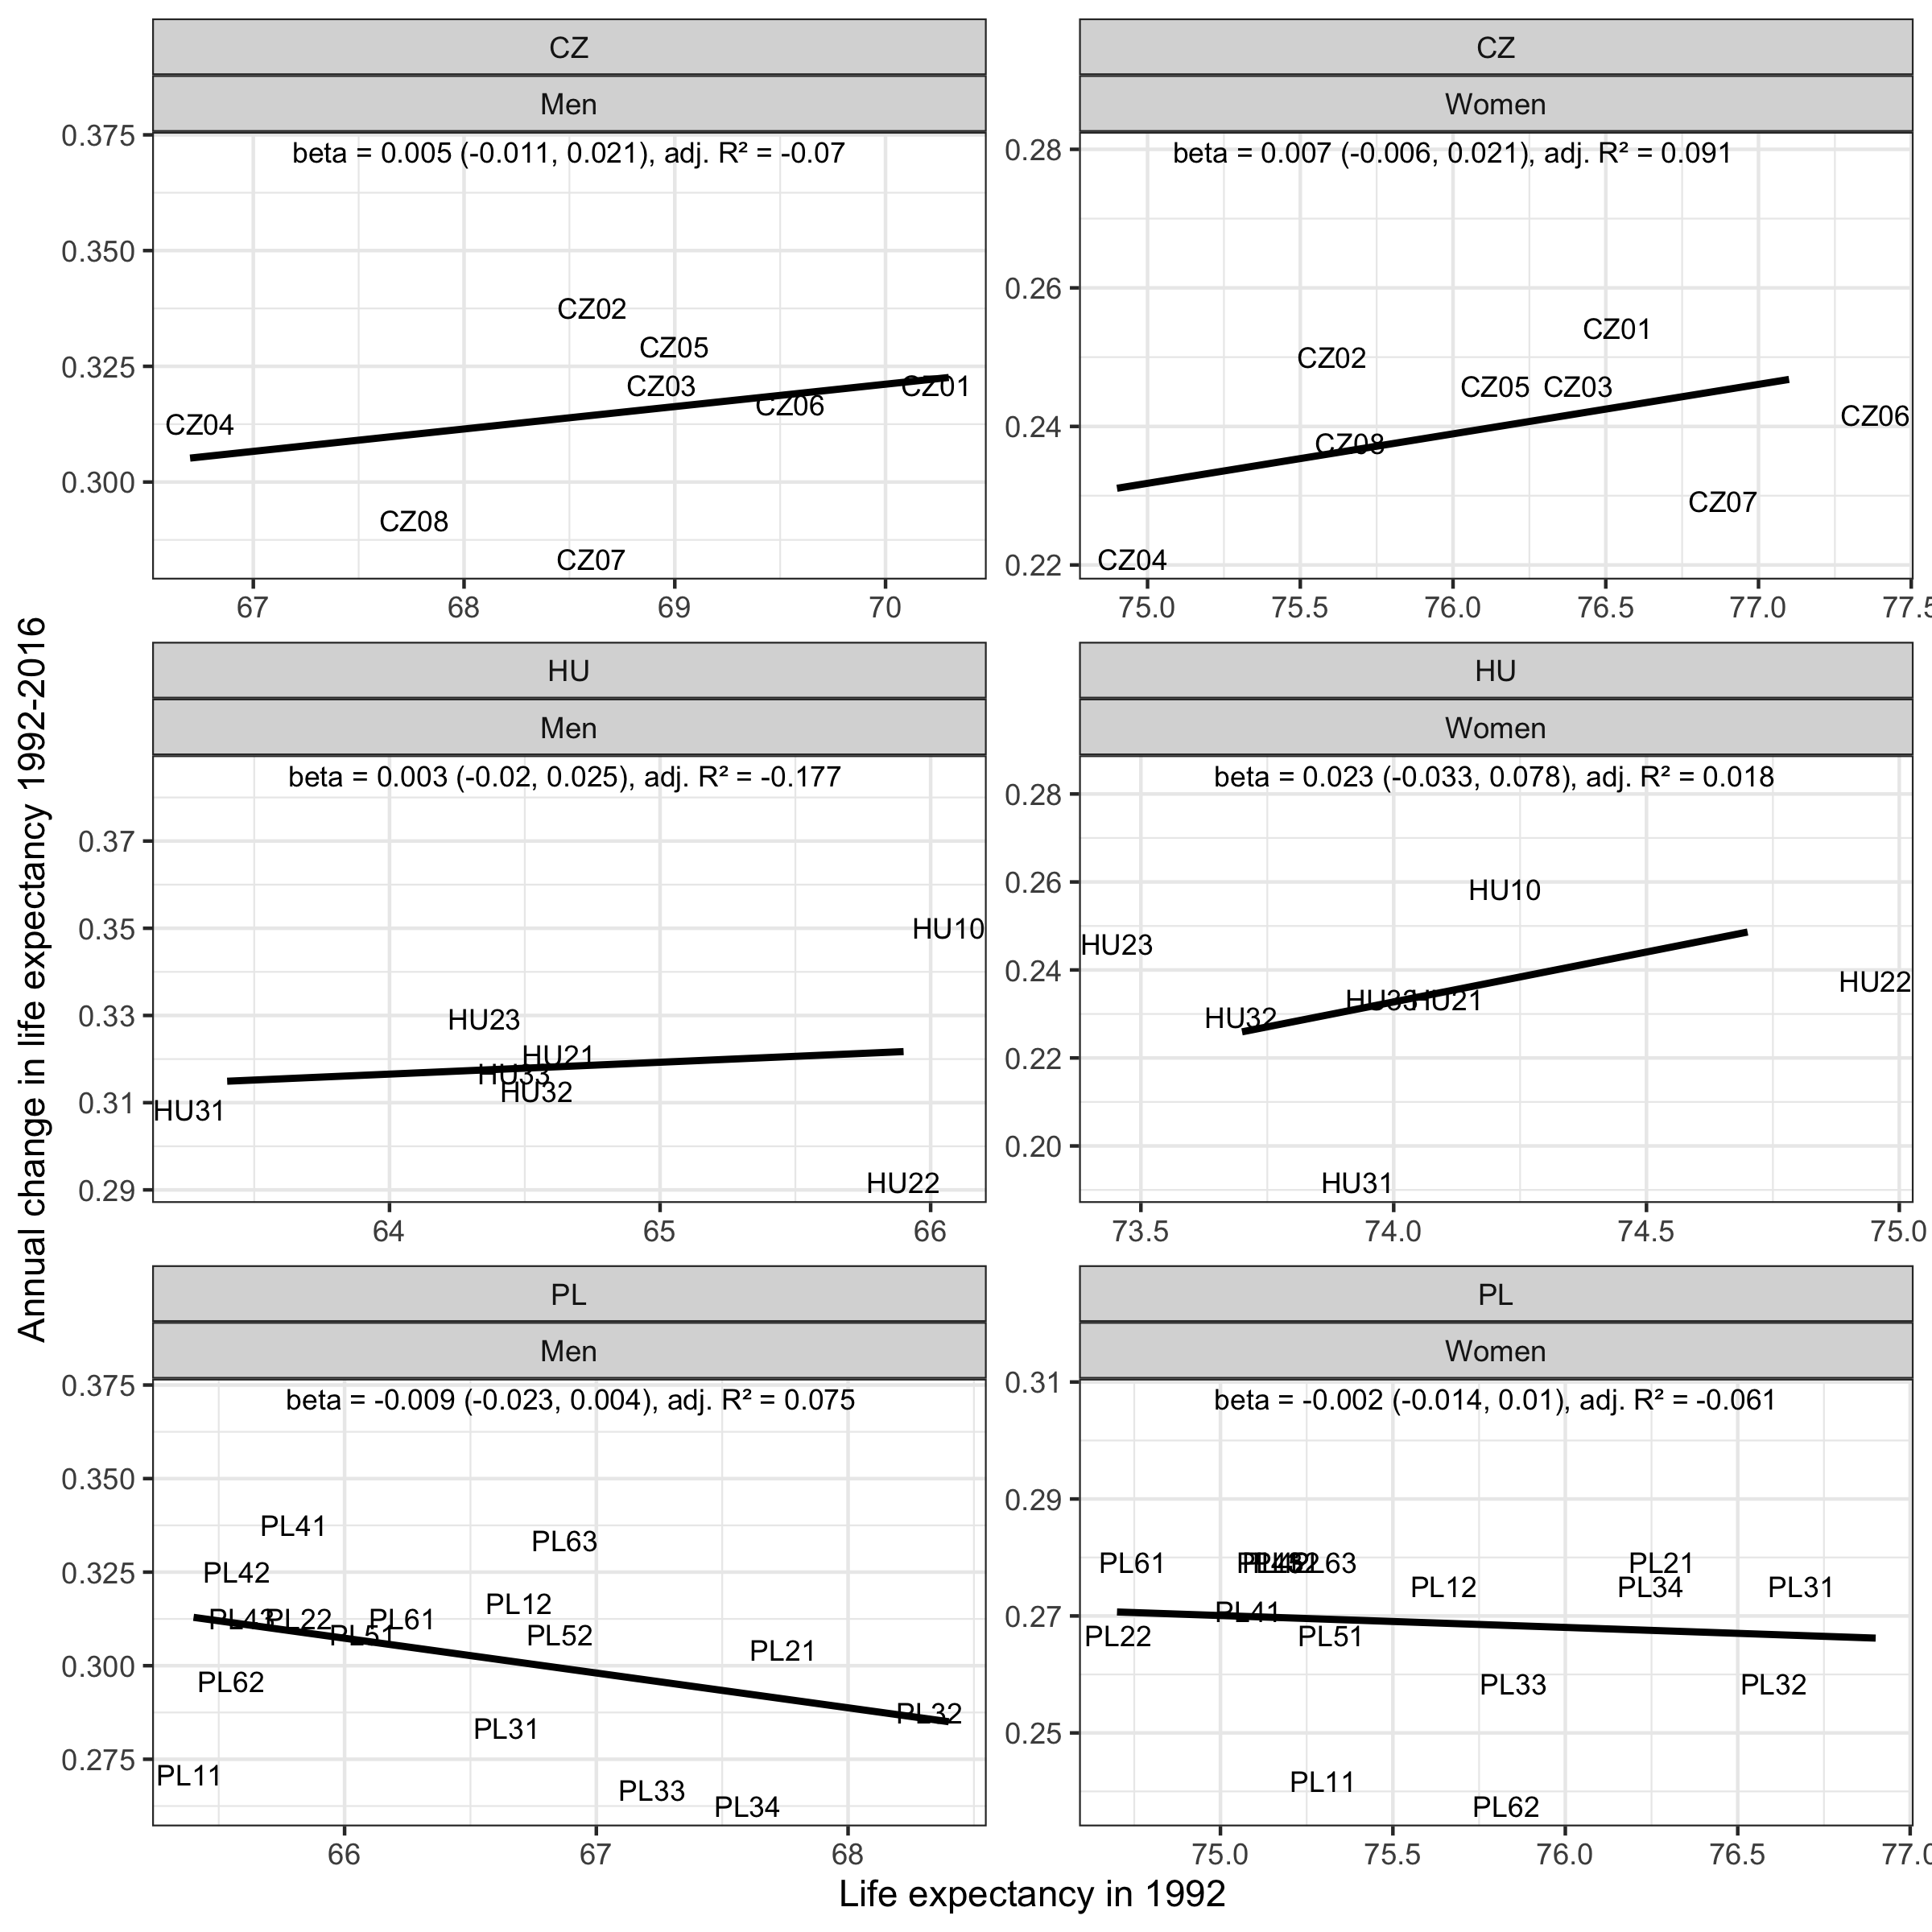 CZ
Men
beta = 0.005 (-0.011, 0.021), adj. R² = -0.07
0.375
0.350
0.325
0.300
CZ02
CZ05
CZ03
CZ01
CZ06
CZ04
CZ08
CZ07
67 68 69 70
CZ
Women
beta = 0.007 (-0.006, 0.021), adj. R² = 0.091
0.28
0.26
0.24
0.22
CZ01
CZ02
CZ05 CZ03
CZ06
CZ08
CZ07
CZ04
75.0 75.5 76.0 76.5 77.0 77.5
HU
Men
beta = 0.003 (-0.02, 0.025), adj. R² = -0.177
0.37
0.35
0.33
0.31
0.29
HU10
HU23
HU21
HU33
HU32
HU31
HU22
64 65 66
HU
Women
beta = 0.023 (-0.033, 0.078), adj. R² = 0.018
0.28
0.26
0.24
0.22
0.20
HU10
HU23
HU22
HU33 HU21
HU32
HU31
73.5 74.0 74.5 75.0
PL
Men
beta = -0.009 (-0.023, 0.004), adj. R² = 0.075
0.375
0.350
0.325
0.300
0.275
PL41
PL63
PL42
PL12
PL43 PL22 PL61
PL51 PL52
PL21
PL62
PL32
PL31
PL11
PL33
PL34
66 67 68
PL
Women
beta = -0.002 (-0.014, 0.01), adj. R² = -0.061
0.31
0.29
0.27
0.25
PL61 PL63 PL21
PL12 PL34 PL31
PL41
PL22 PL51
PL33 PL32
PL11
PL62
75.0 75.5 76.0 76.5
Annual change in life expectancy 1992-2016
Life expectancy in 1992